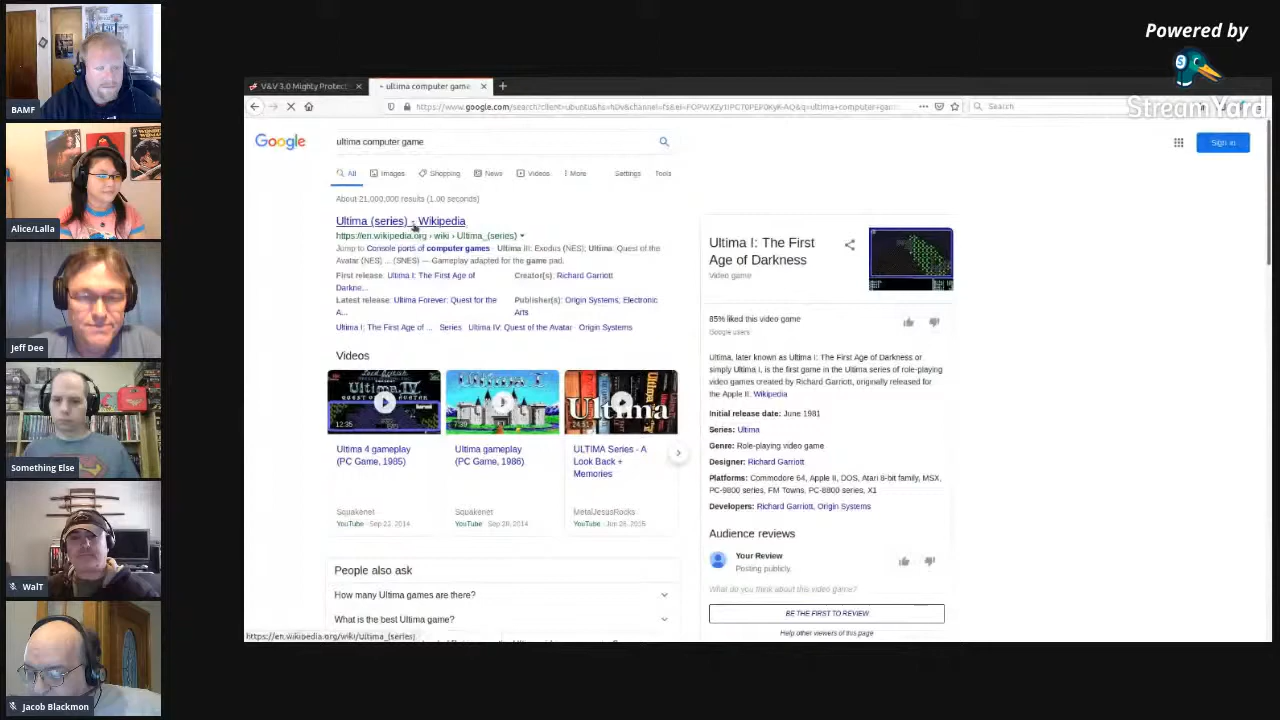 BAMF
Alice/Lalla
Jeff Dee
Something Else
WalT
Jacob Blackmon
Powered by
S
StreamYard
V&V 3.0 Mighty Protect
ultima computer game
Search
Google
ultima computer game
Sign in
All
Images
Shopping
News
Videos
More
Settings
Tools
About 21,000,000 results (1.00 seconds)
Ultima (series) - Wikipedia
https://en.wikipedia.org › wiki › Ultima_(series)
Jump to Console ports of computer games - Ultima III: Exodus (NES); Ultima: Quest of the
Avatar (NES) ... (SNES) — Gameplay adapted for the game pad.
First release: Ultima I: The First Age of
Darkne...
Creator(s): Richard Garriott
Latest release: Ultima Forever: Quest for the
A...
Publisher(s): Origin Systems, Electronic
Arts
Ultima I: The First Age of ... · Series · Ultima IV: Quest of the Avatar · Origin Systems
Videos
Ultima IV
12:35
7:39
Ultima
24:51
Ultima 4 gameplay
(PC Game, 1985)
Squakenet
YouTube · Sep 22, 2014
Ultima gameplay
(PC Game, 1986)
Squakenet
YouTube · Sep 20, 2014
ULTIMA Series - A
Look Back +
Memories
MetalJesusRocks
YouTube · Jan 28, 2015
People also ask
How many Ultima games are there?
What is the best Ultima game?
https://en.wikipedia.org/wiki/Ultima_(series)
Ultima I: The First
Age of Darkness
Video game
85% liked this video game
Google users
Ultima, later known as Ultima I: The First Age of Darkness or
simply Ultima I, is the first game in the Ultima series of role-playing
video games created by Richard Garriott, originally released for
the Apple II. Wikipedia
Initial release date: June 1981
Series: Ultima
Genre: Role-playing video game
Designer: Richard Garriott
Platforms: Commodore 64, Apple II, DOS, Atari 8-bit family, MSX,
PC-9800 series, FM Towns, PC-8800 series, X1
Developers: Richard Garriott, Origin Systems
Audience reviews
Your Review
Posting publicly
What do you think about this video game?
BE THE FIRST TO REVIEW
Help other viewers of this page